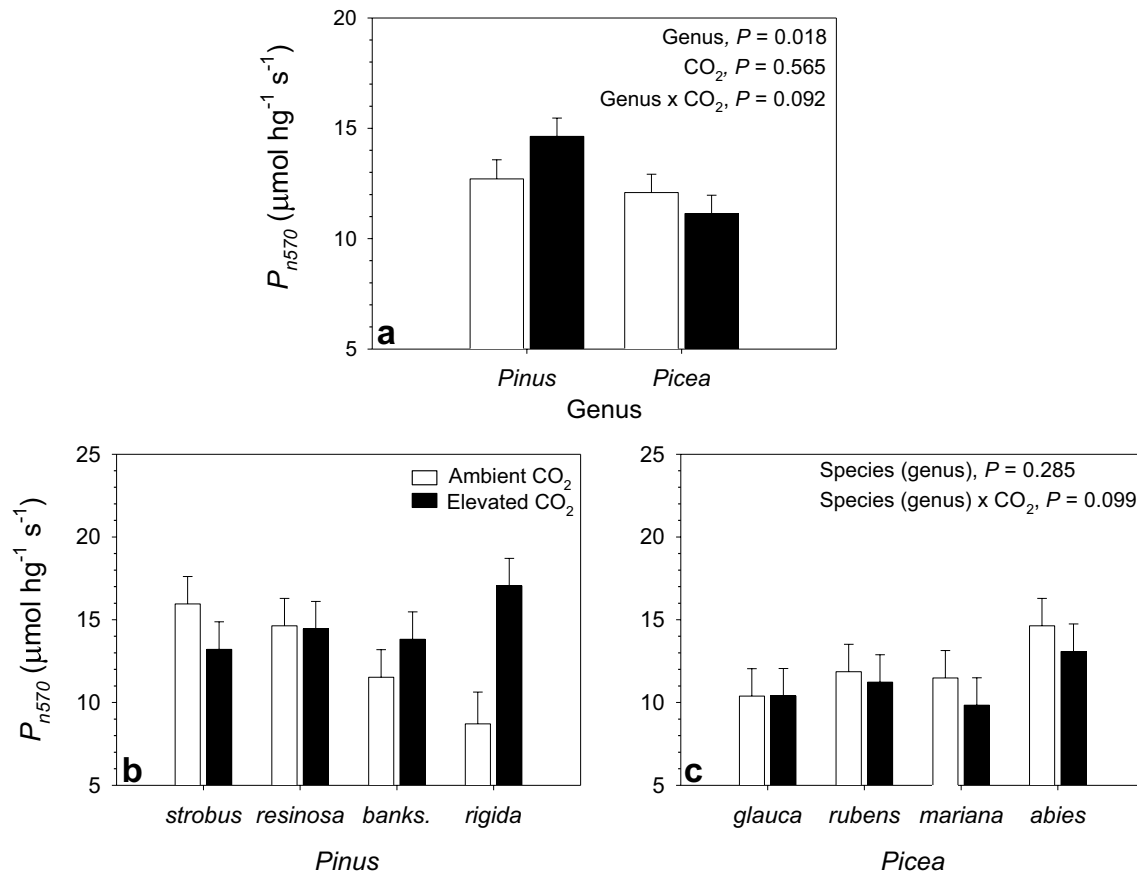 20
15
10
5
P_n570 (μmol hg⁻¹ s⁻¹)
Genus, P = 0.018
CO₂, P = 0.565
Genus x CO₂, P = 0.092
a
Pinus Picea
Genus
25
20
15
10
5
P_n570 (μmol hg⁻¹ s⁻¹)
Ambient CO₂
Elevated CO₂
b
strobus resinosa banks. rigida
Pinus
25
20
15
10
5
Species (genus), P = 0.285
Species (genus) x CO₂, P = 0.099
c
glauca rubens mariana abies
Picea